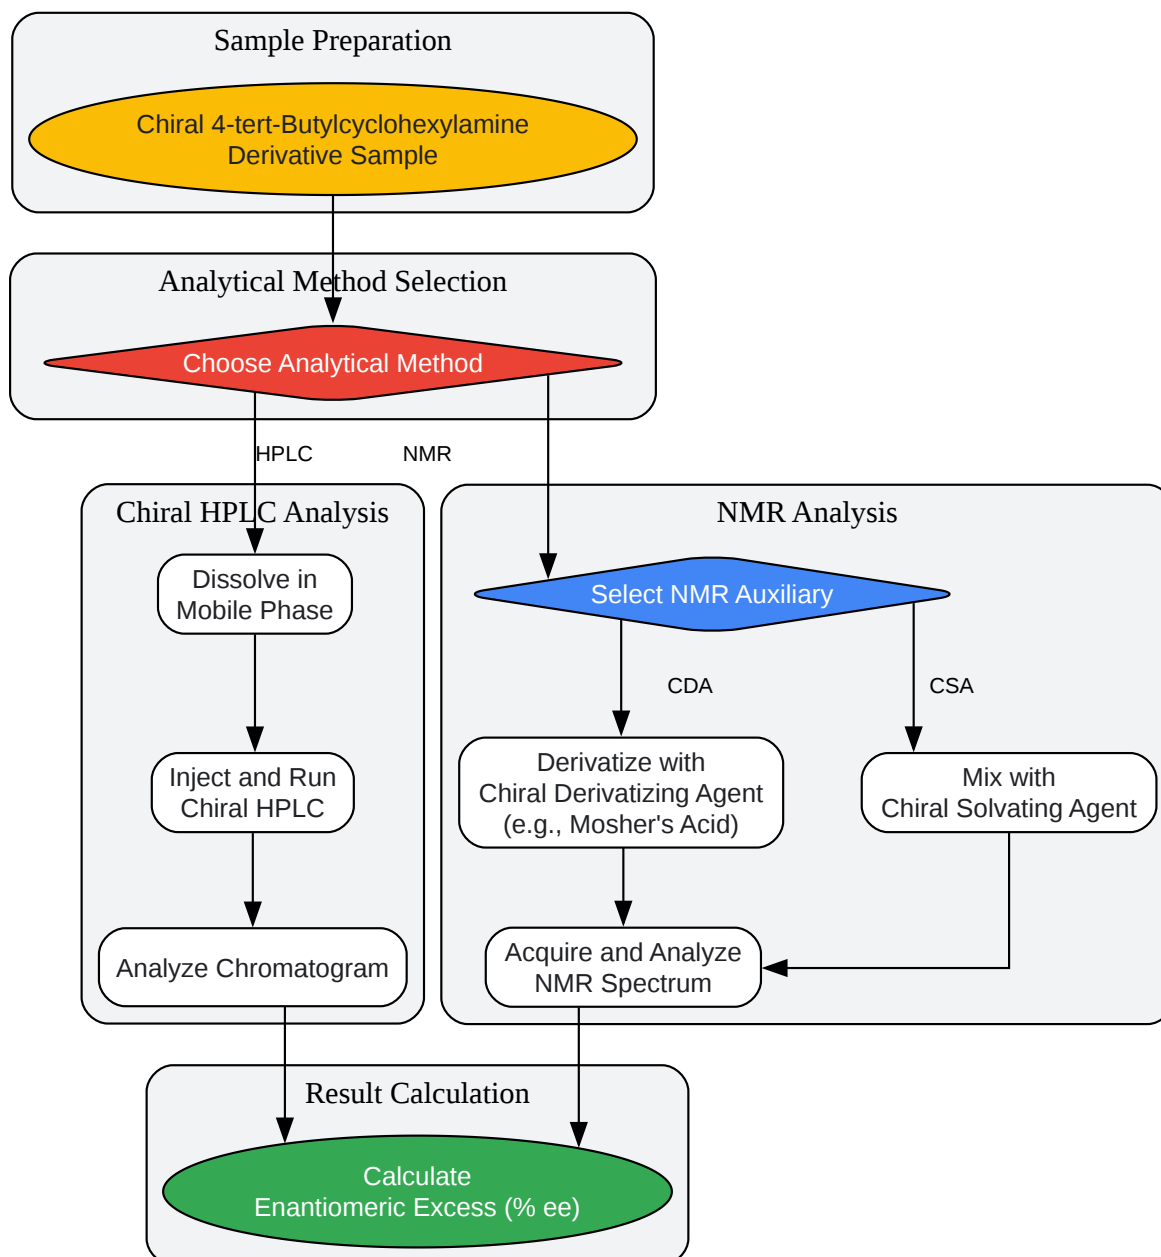 Sample Preparation
Chiral 4-tert-Butylcyclohexylamine
Derivative Sample
Analytical Method Selection
Choose Analytical Method
HPLC
NMR
Chiral HPLC Analysis
Dissolve in
Mobile Phase
Inject and Run
Chiral HPLC
Analyze Chromatogram
NMR Analysis
Select NMR Auxiliary
CDA
CSA
Derivatize with
Chiral Derivatizing Agent
(e.g., Mosher's Acid)
Mix with
Chiral Solvating Agent
Acquire and Analyze
NMR Spectrum
Result Calculation
Calculate
Enantiomeric Excess (% ee)